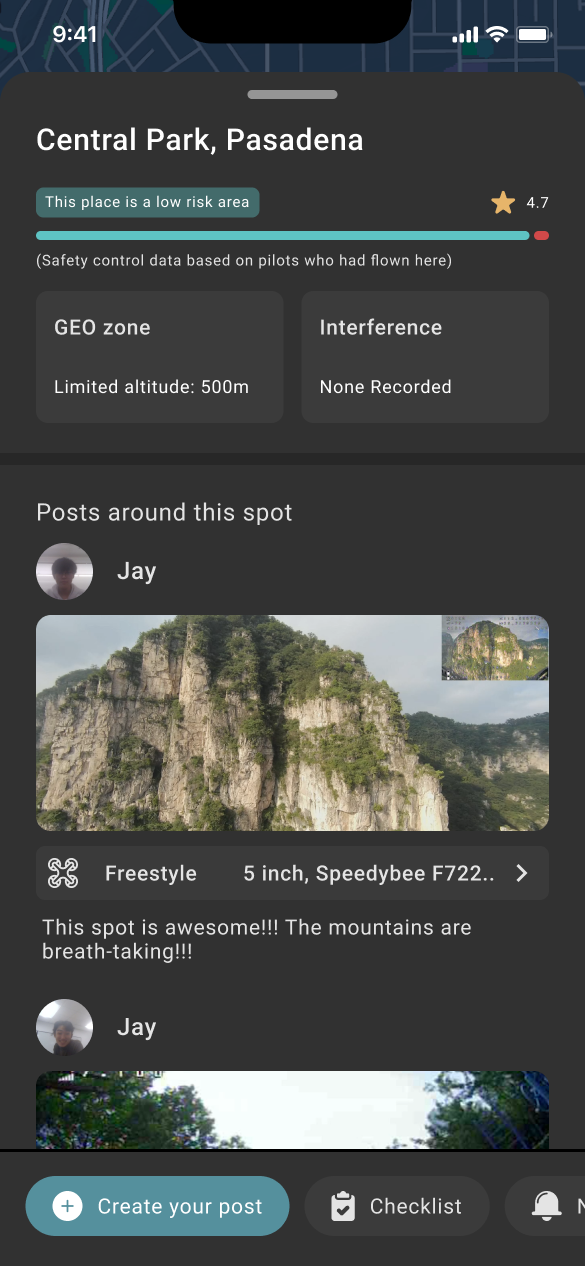 9:41
Central Park, Pasadena
This place is a low risk area
4.7
(Safety control data based on pilots who had flown here)
GEO zone
Interference
Limited altitude: 500m
None Recorded
Posts around this spot
Jay
Freestyle
5 inch, Speedybee F722..
This spot is awesome!!! The mountains are
breath-taking!!!
Jay
Create your post
Checklist